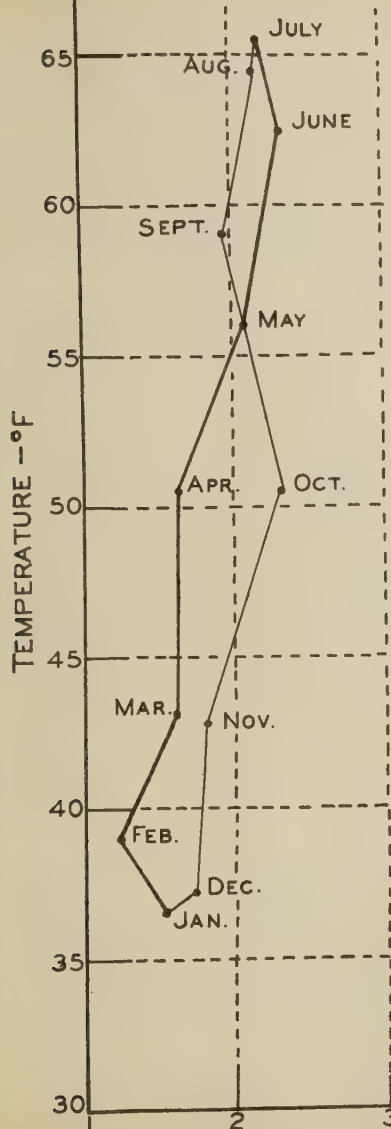 JULY
65
AUG.
JUNE
60
SEPT.
MAY
55
APR.
OCT.
50
TEMPERATURE -°F
45
MAR.
NOV.
40
FEB.
DEC.
JAN.
35
30
2